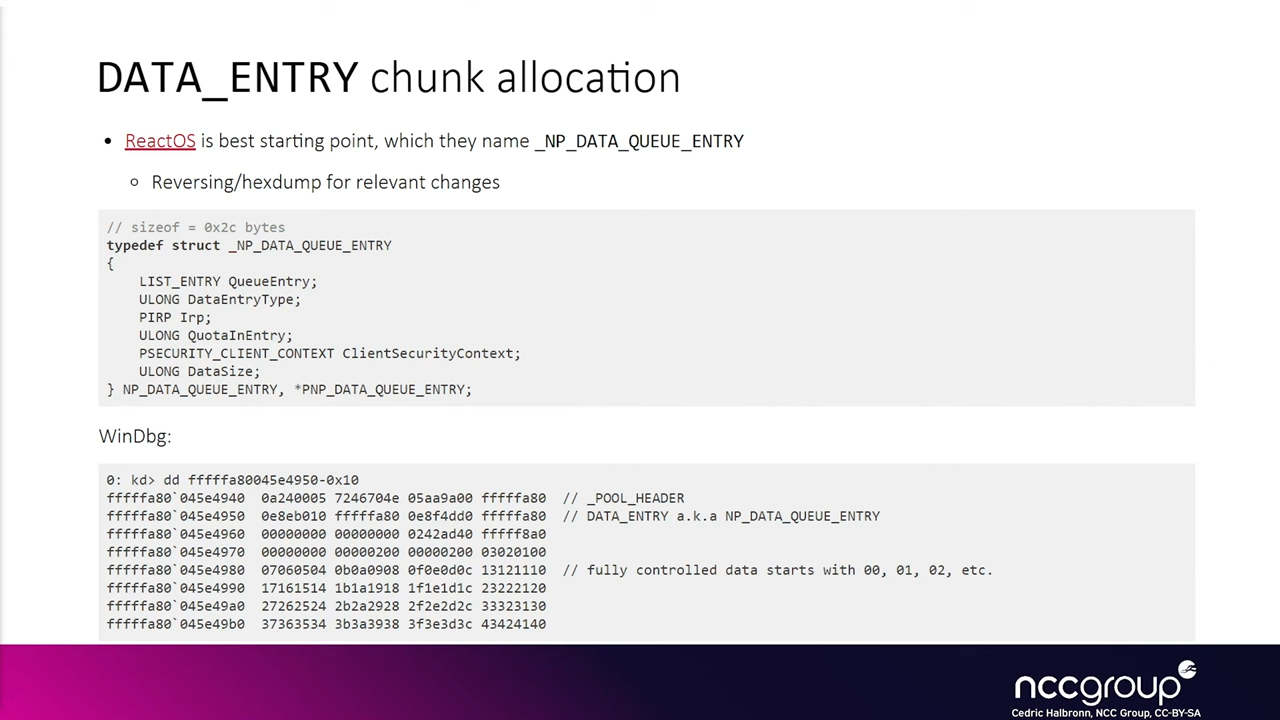 DATA_ENTRY chunk allocation
• ReactOS is best starting point, which they name _NP_DATA_QUEUE_ENTRY
○ Reversing/hexdump for relevant changes
// sizeof = 0x2c bytes
typedef struct _NP_DATA_QUEUE_ENTRY
{
    LIST_ENTRY QueueEntry;
    ULONG DataEntryType;
    PIRP Irp;
    ULONG QuotaInEntry;
    PSECURITY_CLIENT_CONTEXT ClientSecurityContext;
    ULONG DataSize;
} NP_DATA_QUEUE_ENTRY, *PNP_DATA_QUEUE_ENTRY;
WinDbg:
0: kd> dd fffffa80045e4950-0x10
fffffa80`045e4940  0a240005 7246704e 05aa9a00 fffffa80  // _POOL_HEADER
fffffa80`045e4950  0e8eb010 fffffa80 0e8f4dd0 fffffa80  // DATA_ENTRY a.k.a NP_DATA_QUEUE_ENTRY
fffffa80`045e4960  00000000 00000000 0242ad40 fffff8a0
fffffa80`045e4970  00000000 00000200 00000200 03020100
fffffa80`045e4980  07060504 0b0a0908 0f0e0d0c 13121110  // fully controlled data starts with 00, 01, 02, etc.
fffffa80`045e4990  17161514 1b1a1918 1f1e1d1c 23222120
fffffa80`045e49a0  27262524 2b2a2928 2f2e2d2c 33323130
fffffa80`045e49b0  37363534 3b3a3938 3f3e3d3c 43424140
nccgroup
Cedric Halbronn, NCC Group, CC-BY-SA